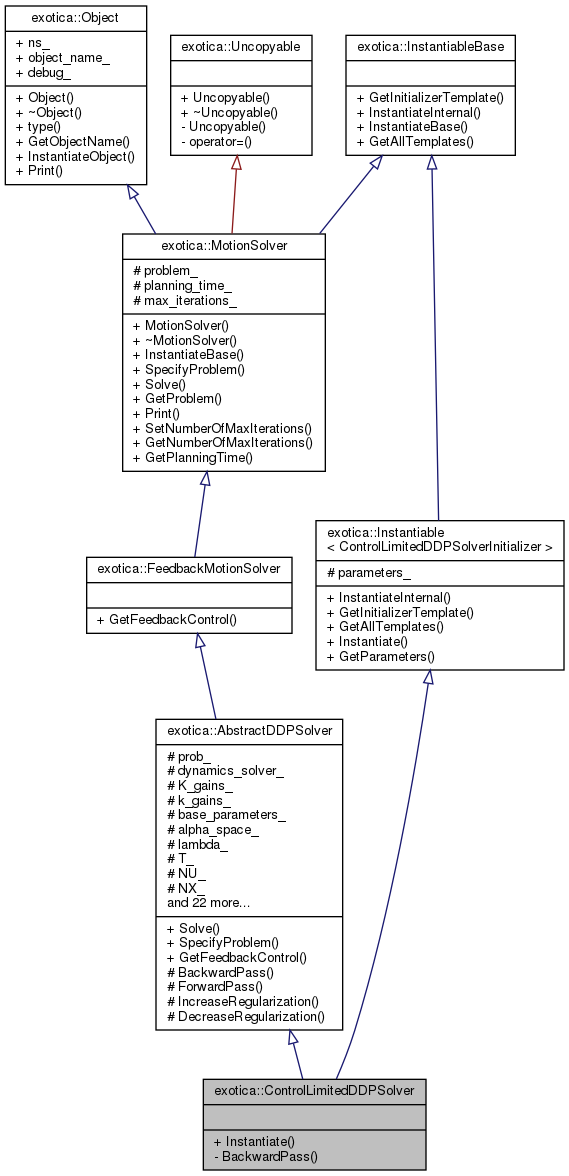 exotica::Object
+ ns_
+ object_name_
+ debug_
+ Object()
+ ~Object()
+ type()
+ GetObjectName()
+ InstantiateObject()
+ Print()
exotica::Uncopyable
+ Uncopyable()
+ ~Uncopyable()
- Uncopyable()
- operator=()
exotica::InstantiableBase
+ GetInitializerTemplate()
+ InstantiateInternal()
+ InstantiateBase()
+ GetAllTemplates()
exotica::MotionSolver
# problem_
# planning_time_
# max_iterations_
+ MotionSolver()
+ ~MotionSolver()
+ InstantiateBase()
+ SpecifyProblem()
+ Solve()
+ GetProblem()
+ Print()
+ SetNumberOfMaxIterations()
+ GetNumberOfMaxIterations()
+ GetPlanningTime()
exotica::Instantiable
< ControlLimitedDDPSolverInitializer >
# parameters_
+ InstantiateInternal()
+ GetInitializerTemplate()
+ GetAllTemplates()
+ Instantiate()
+ GetParameters()
exotica::FeedbackMotionSolver
+ GetFeedbackControl()
exotica::AbstractDDPSolver
# prob_
# dynamics_solver_
# K_gains_
# k_gains_
# base_parameters_
# alpha_space_
# lambda_
# T_
# NU_
# NX_
and 22 more...
+ Solve()
+ SpecifyProblem()
+ GetFeedbackControl()
# BackwardPass()
# ForwardPass()
# IncreaseRegularization()
# DecreaseRegularization()
exotica::ControlLimitedDDPSolver
+ Instantiate()
- BackwardPass()